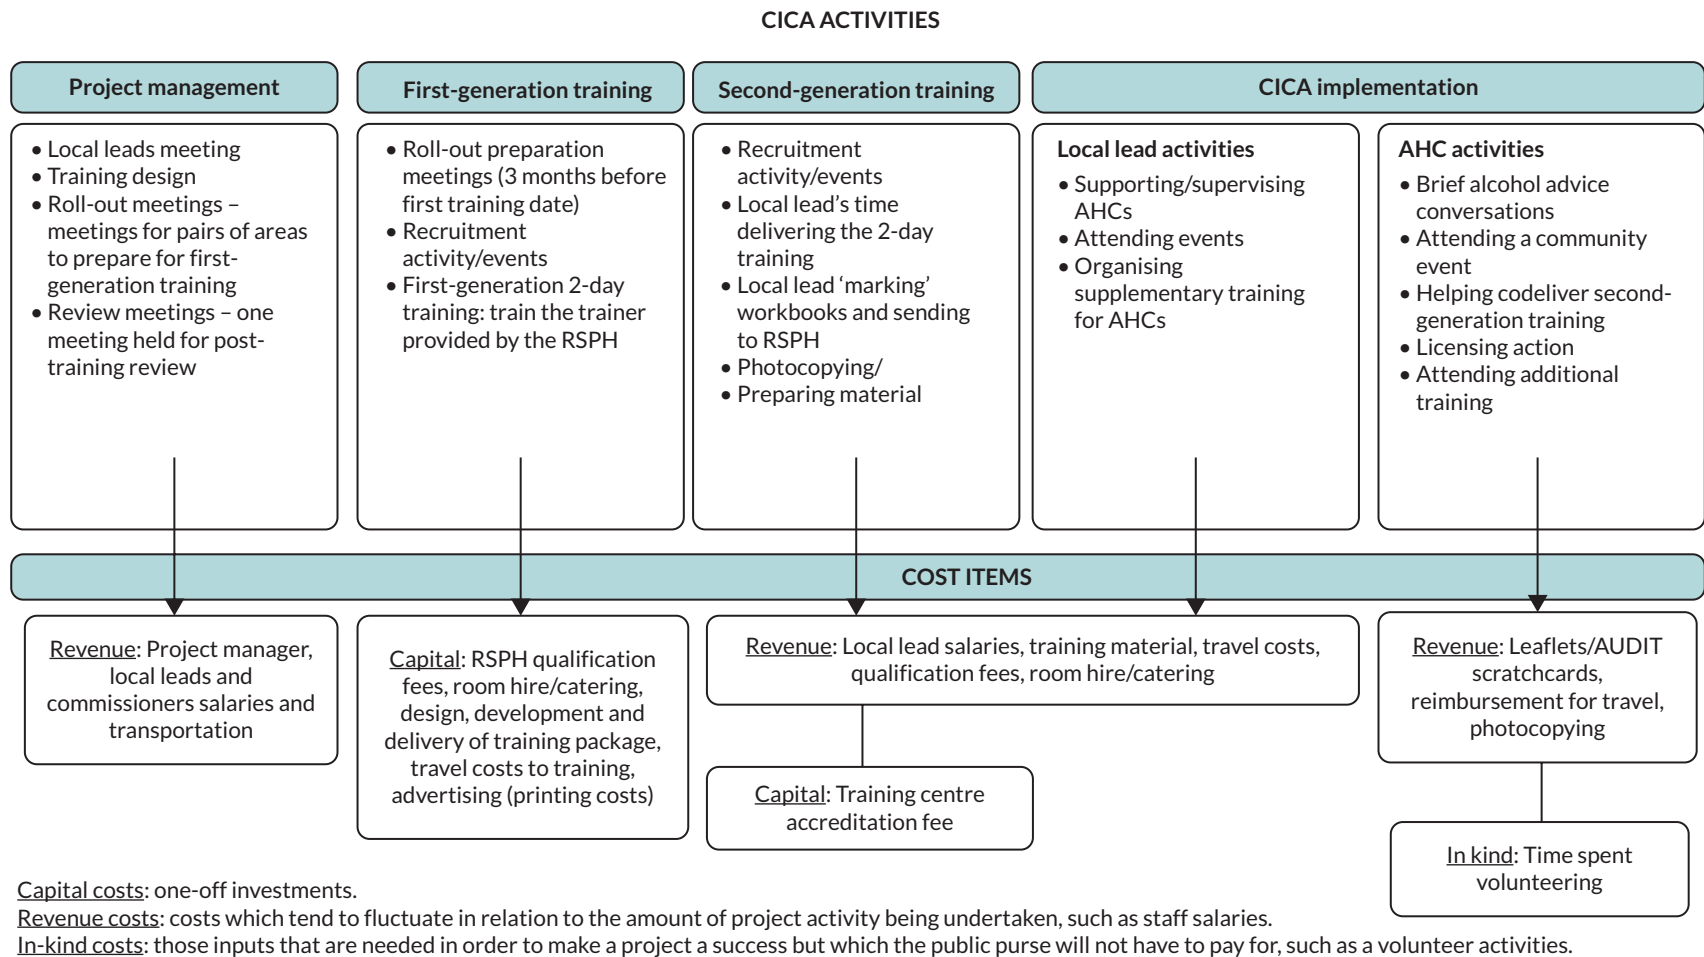 CICA ACTIVITIES
Project management
• Local leads meeting
• Training design
• Roll-out meetings –
meetings for pairs of areas
to prepare for first-
generation training
• Review meetings – one
meeting held for post-
training review
First-generation training
• Roll-out preparation
meetings (3 months before
first training date)
• Recruitment
activity/events
• First-generation 2-day
training: train the trainer
provided by the RSPH
Second-generation training
• Recruitment
activity/events
• Local lead's time
delivering the 2-day
training
• Local lead ‘marking’
workbooks and sending
to RSPH
• Photocopying/
• Preparing material
CICA implementation
Local lead activities
• Supporting/supervising
AHCs
• Attending events
• Organising
supplementary training
for AHCs
AHC activities
• Brief alcohol advice
conversations
• Attending a community
event
• Helping codeliver second-
generation training
• Licensing action
• Attending additional
training
COST ITEMS
Revenue: Project manager,
local leads and
commissioners salaries and
transportation
Capital: RSPH qualification
fees, room hire/catering,
design, development and
delivery of training package,
travel costs to training,
advertising (printing costs)
Revenue: Local lead salaries, training material, travel costs,
qualification fees, room hire/catering
Capital: Training centre
accreditation fee
Revenue: Leaflets/AUDIT
scratchcards,
reimbursement for travel,
photocopying
In kind: Time spent
volunteering
Capital costs: one-off investments.
Revenue costs: costs which tend to fluctuate in relation to the amount of project activity being undertaken, such as staff salaries.
In-kind costs: those inputs that are needed in order to make a project a success but which the public purse will not have to pay for, such as a volunteer activities.